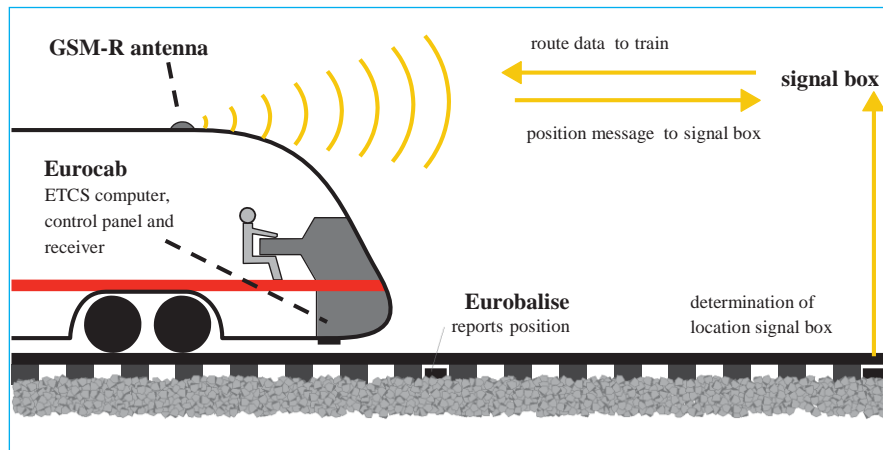 GSM-R antenna
route data to train
signal box
position message to signal box
Eurocab
ETCS computer,
control panel and
receiver
Eurobalise
reports position
determination of
location signal box